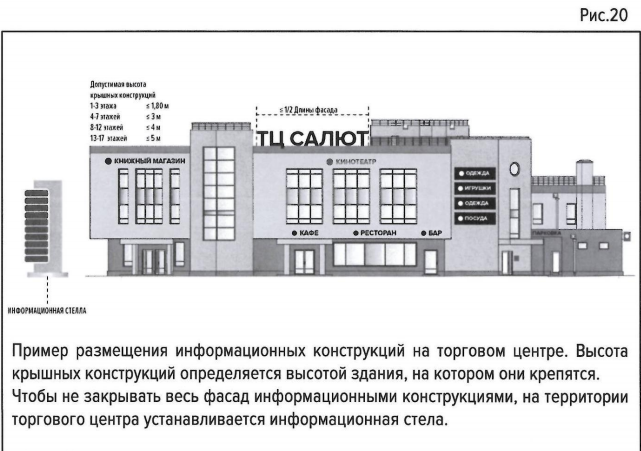 Рис.20
Допустимая высота
крышных конструкций
1-3 этажа ≤ 1,80 м
4-7 этажей ≤ 3 м
8-12 этажей ≤ 4 м
13-17 этажей ≤ 5 м
≤ 1/2 Длины фасада
ТЦ САЛЮТ
КНИЖНЫЙ МАГАЗИН
КИНОТЕАТР
ОДЕЖДА
ИГРУШКИ
ОДЕЖДА
ПОСУДА
КАФЕ
РЕСТОРАН
БАР
ПАРКОВКА
ИНФОРМАЦИОННАЯ СТЕЛЛА
Пример размещения информационных конструкций на торговом центре. Высота
крышных конструкций определяется высотой здания, на котором они крепятся.
Чтобы не закрывать весь фасад информационными конструкциями, на территории
торгового центра устанавливается информационная стела.